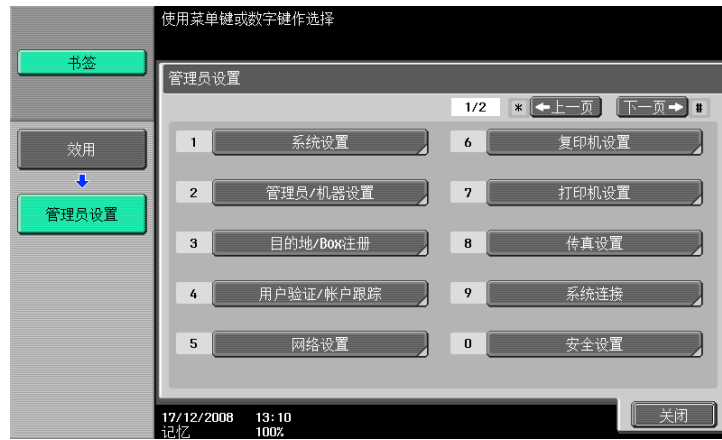 使用菜单键或数字键作选择
书签
管理员设置
1/2 * ←上一页 下一页→ #
效用
管理员设置
1 系统设置
2 管理员/机器设置
3 目的地/Box注册
4 用户验证/帐户跟踪
5 网络设置
6 复印机设置
7 打印机设置
8 传真设置
9 系统连接
0 安全设置
关闭
17/12/2008 13:10
记忆 100%